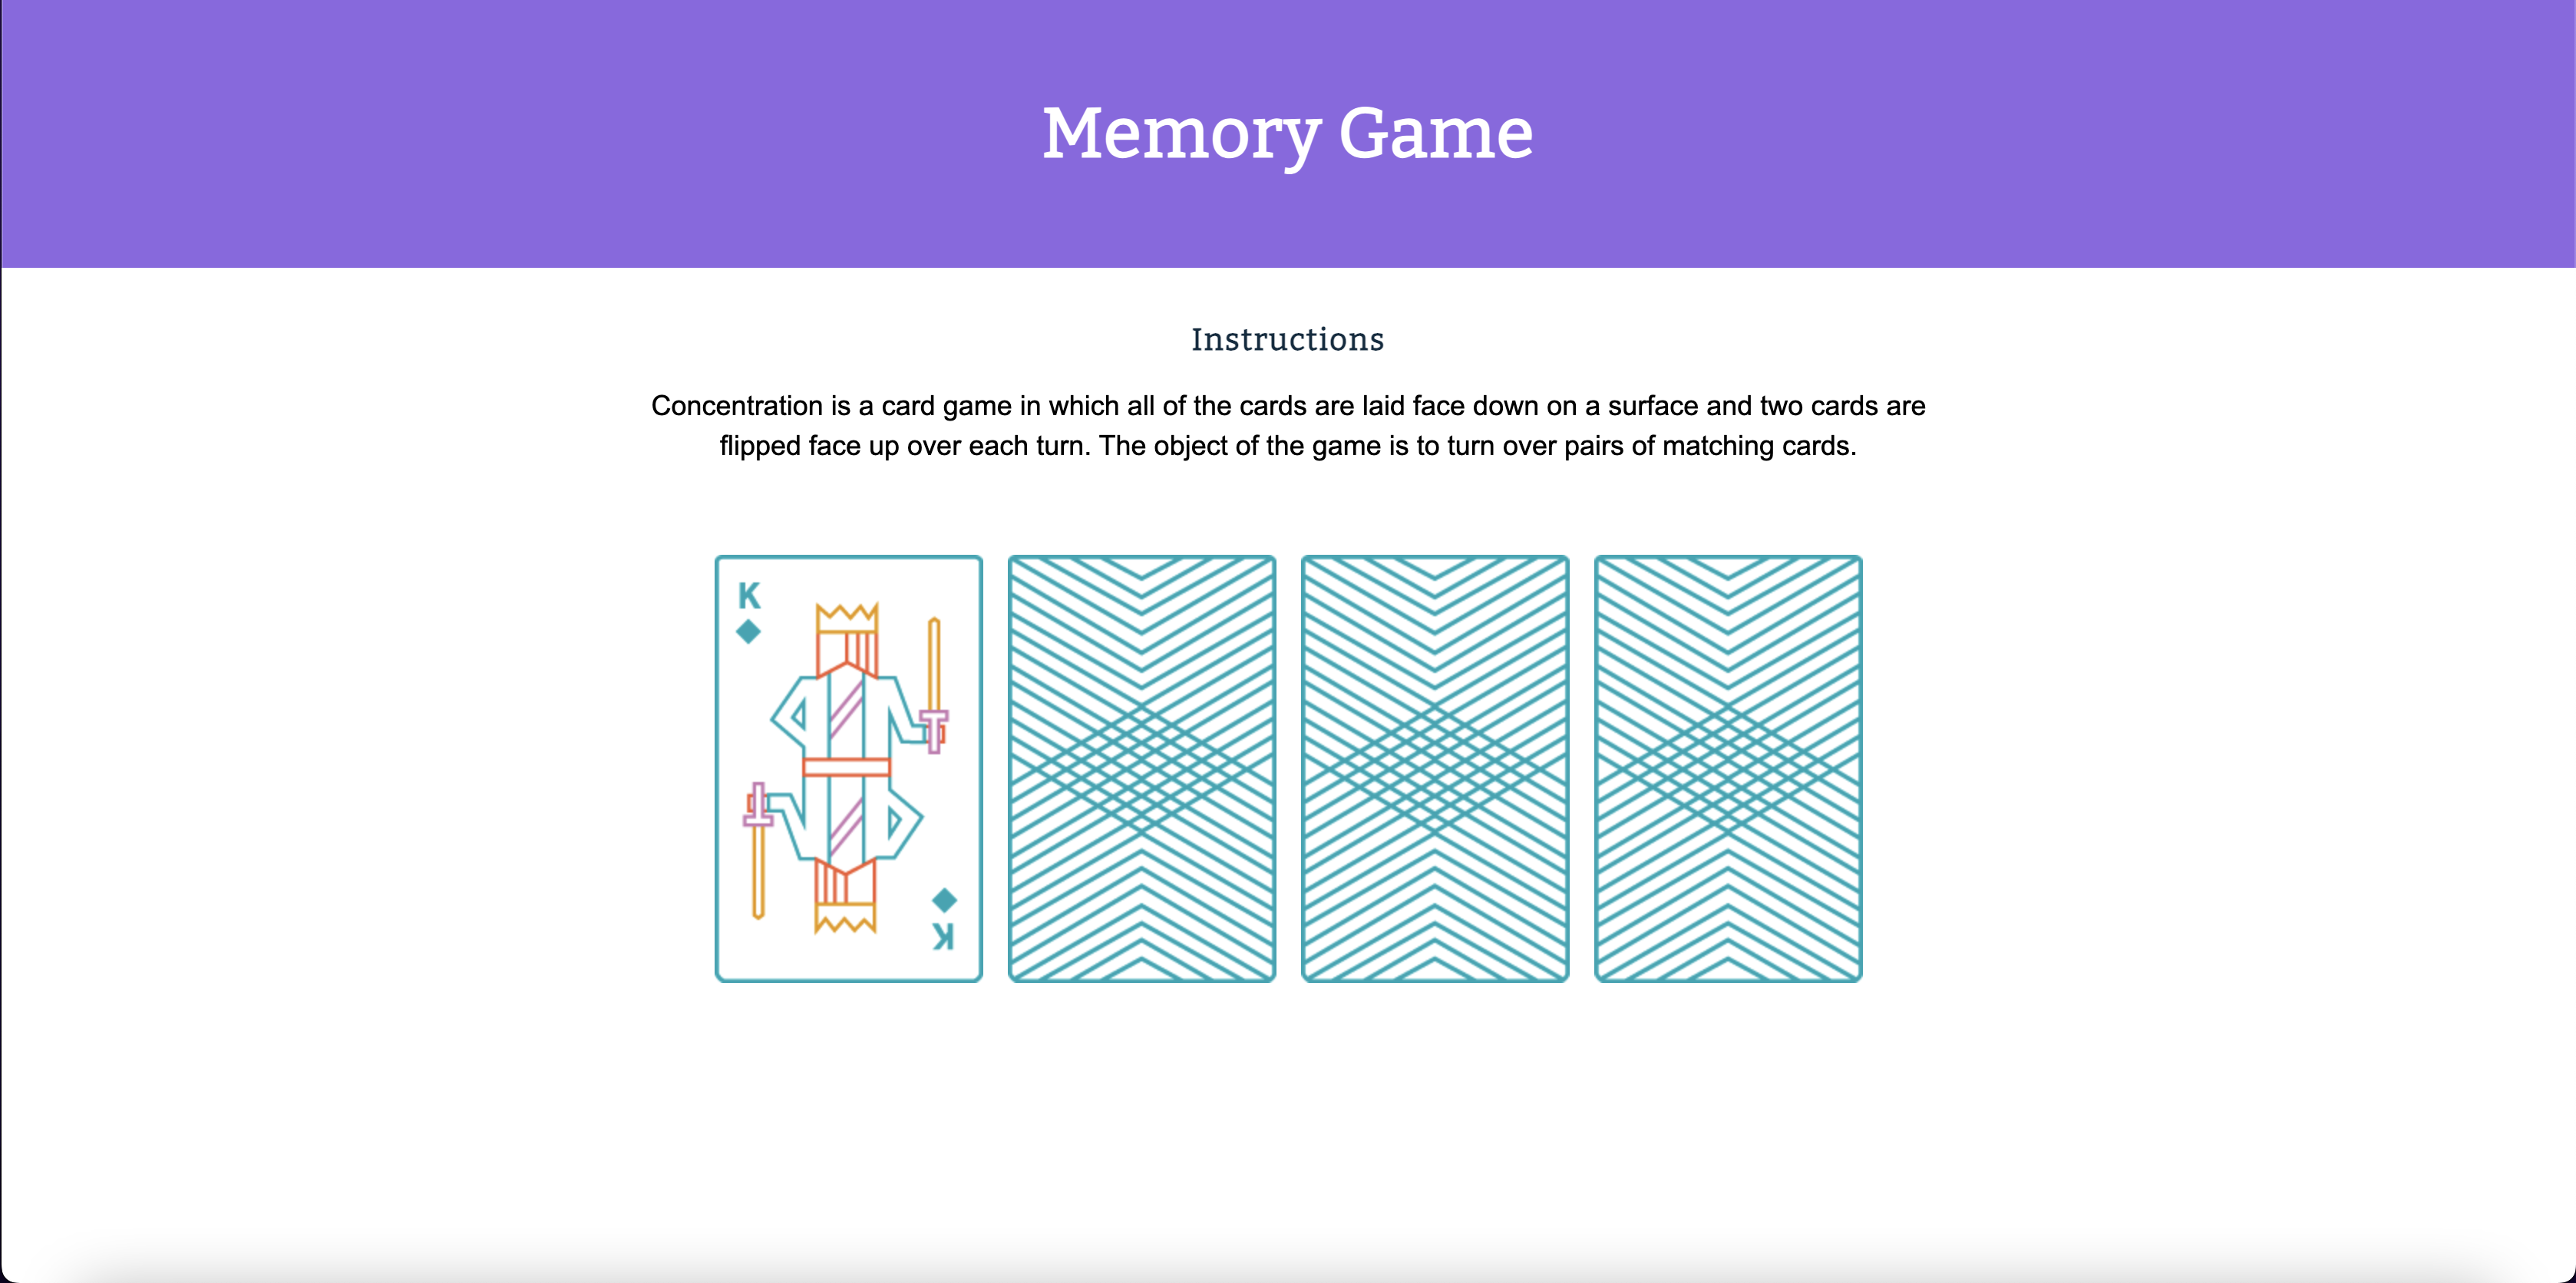 Memory Game
Instructions
Concentration is a card game in which all of the cards are laid face down on a surface and two cards are
flipped face up over each turn. The object of the game is to turn over pairs of matching cards.
K
K